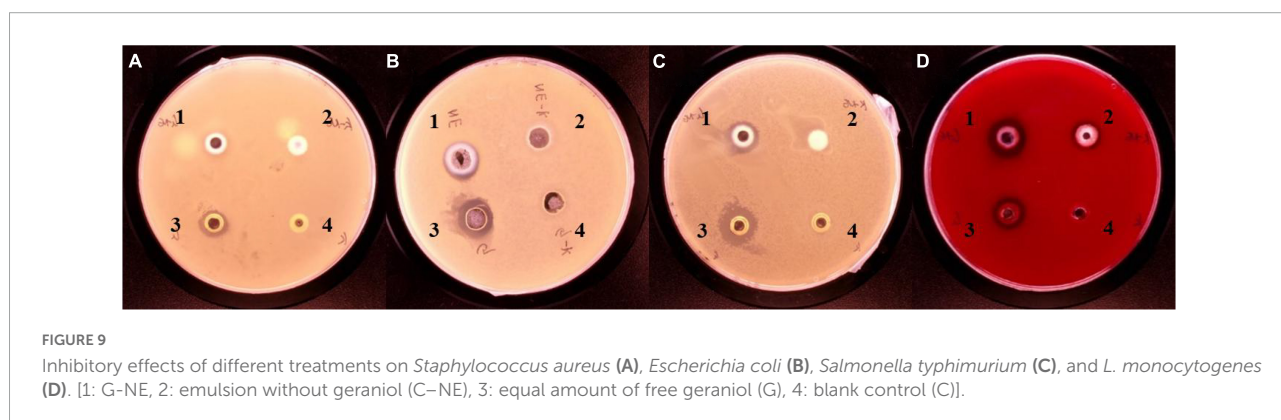 A B C D
1 2 1 2 1 2 1 2
3 4 3 4 3 4 3 4
FIGURE 9
Inhibitory effects of different treatments on Staphylococcus aureus (A), Escherichia coli (B), Salmonella typhimurium (C), and L. monocytogenes
(D). [1: G-NE, 2: emulsion without geraniol (C–NE), 3: equal amount of free geraniol (G), 4: blank control (C)].